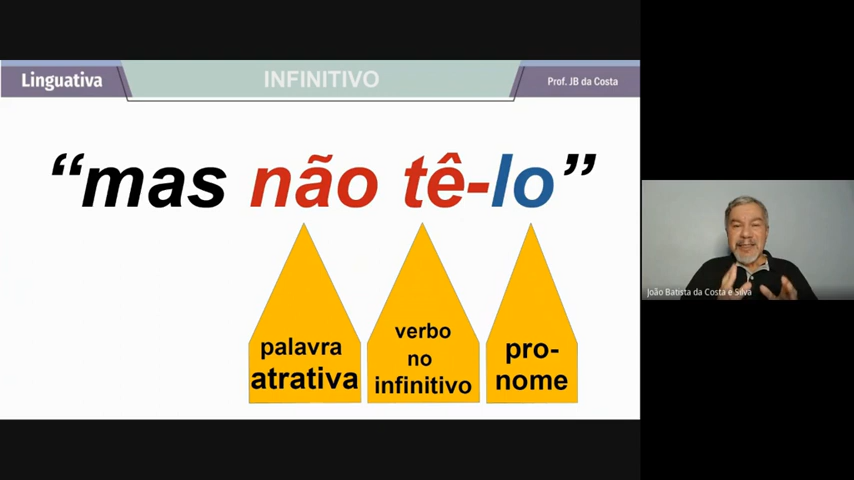 Linguativa
INFINITIVO
Prof. JB da Costa
“mas não tê-lo”
palavra
atrativa
verbo
no
infinitivo
pro-
nome
João Batista da Costa e Silva